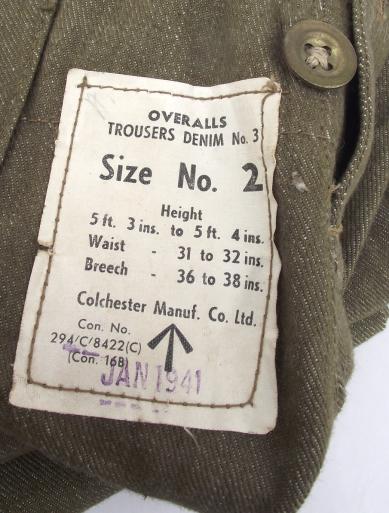 OVERALLS
TROUSERS DENIM No. 3
Size No. 2
Height
5 ft. 3 ins. to 5 ft. 4 ins.
Waist - 31 to 32 ins.
Breech - 36 to 38 ins.
Colchester Manuf. Co. Ltd.
Con. No.
294/C/8422(C)
(Con. 168)
JAN 1941